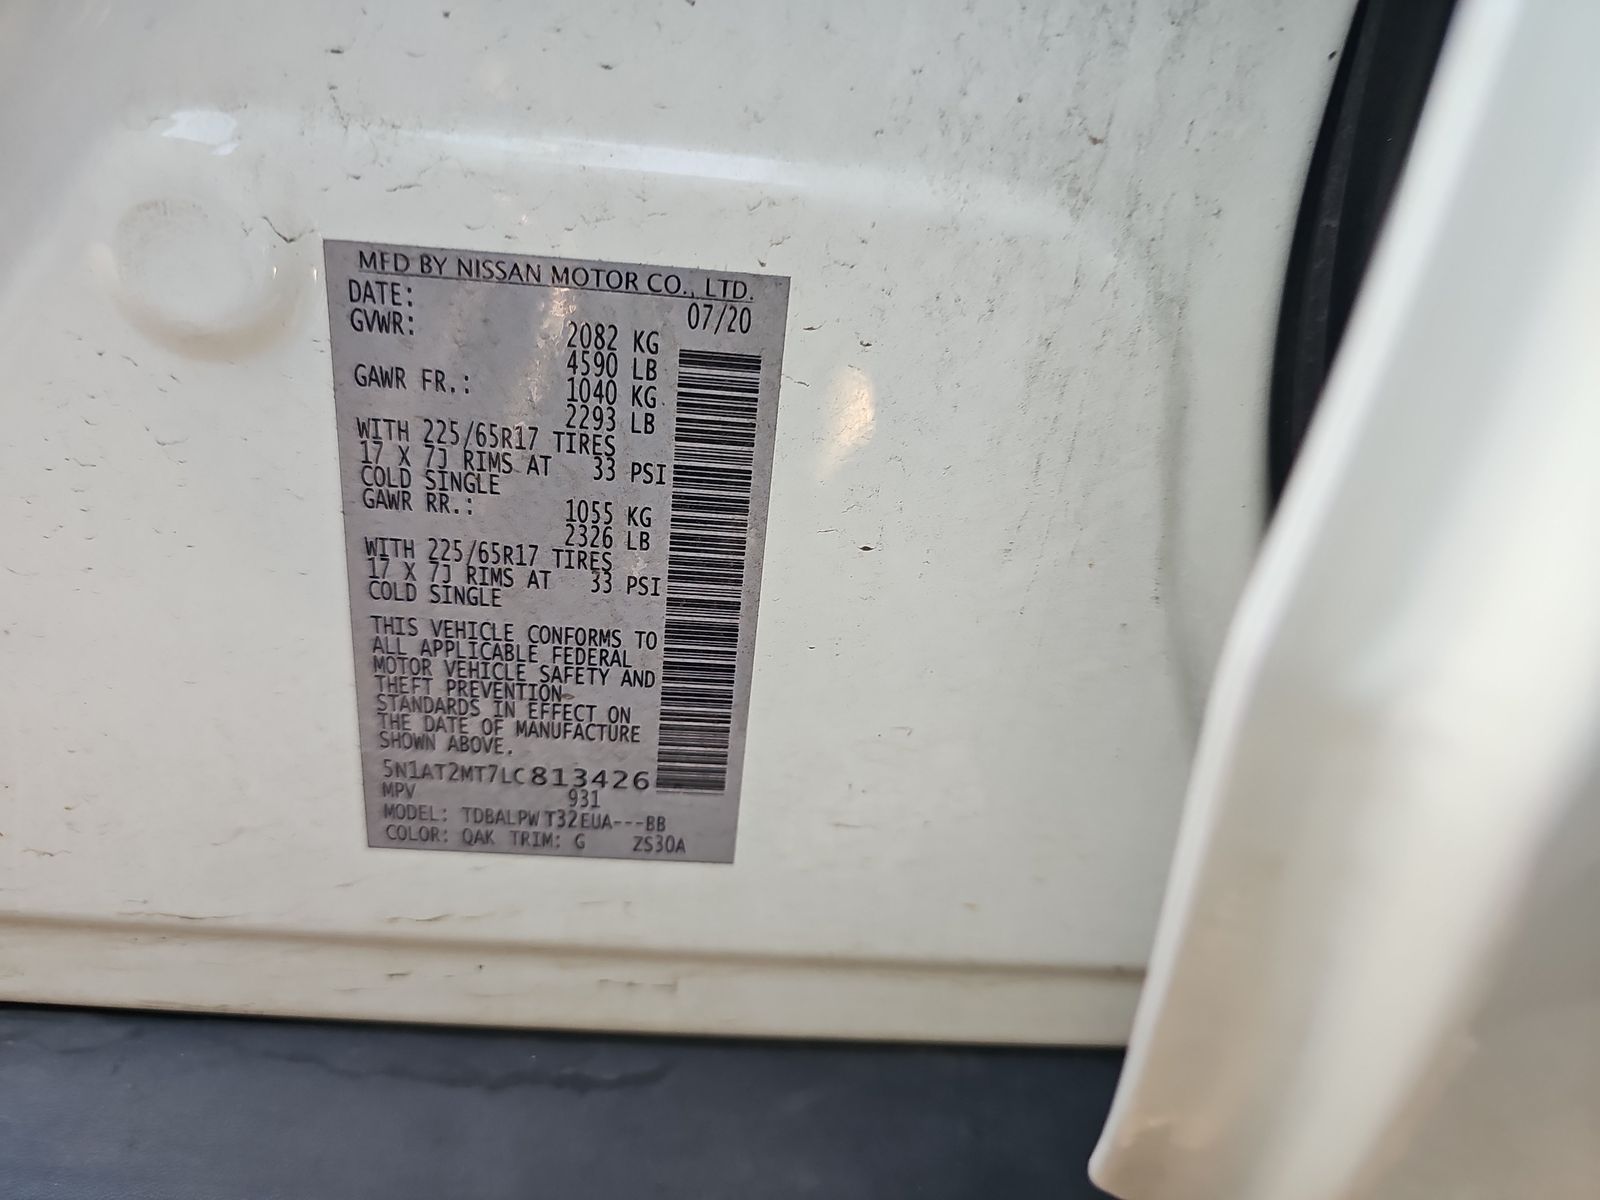 MFD BY NISSAN MOTOR CO., LTD.
DATE: 07/20
GVWR: 2082 KG
4590 LB
GAWR FR.: 1040 KG
2293 LB
WITH 225/65R17 TIRES
17 X 7J RIMS AT 33 PSI
COLD SINGLE
GAWR RR.: 1055 KG
2326 LB
WITH 225/65R17 TIRES
17 X 7J RIMS AT 33 PSI
COLD SINGLE
THIS VEHICLE CONFORMS TO
ALL APPLICABLE FEDERAL
MOTOR VEHICLE SAFETY AND
THEFT PREVENTION
STANDARDS IN EFFECT ON
THE DATE OF MANUFACTURE
SHOWN ABOVE.
5N1AT2MT7LC813426
MPV 931
MODEL: TDBALPWT32EUA---BB
COLOR: QAK TRIM: G ZS30A